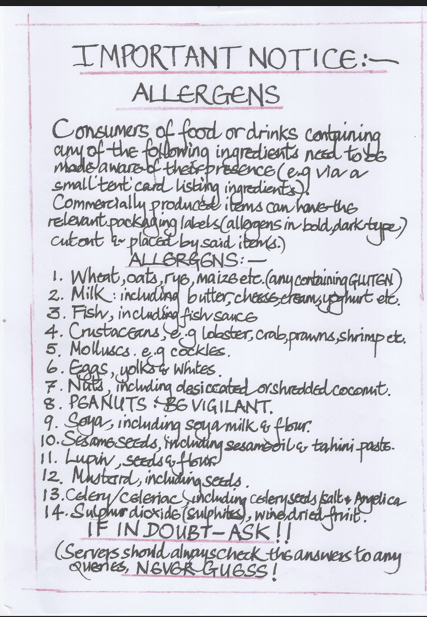 IMPORTANT NOTICE:-
ALLERGENS
Consumers of food or drinks containing
any of the following ingredients need to be
made aware of their presence (e.g via a
small 'tent' card listing ingredients).
Commercially produced items can have the
relevant packaging labels (allergens in bold, dark type)
cut out & placed by said items.)
ALLERGENS:-
1. Wheat, oats, rye, maize etc. (any containing GLUTEN)
2. Milk: including butter, cheese, cream, yoghurt etc.
3. Fish, including fish sauce
4. Crustaceans, e.g lobster, crab, prawns, shrimp etc.
5. Molluscs. e.g cockles.
6. Eggs, yolks & whites.
7. Nuts, including desiccated or shredded coconut.
8. PEANUTS : BE VIGILANT.
9. Soya, including soya milk & flour.
10. Sesame seeds, including sesame oil & tahini paste.
11. Lupin, seeds & flour
12. Mustard, including seeds.
13. Celery/celeriac, including celery seeds, salt & Angelica
14. Sulphur dioxide (sulphites), wine, dried fruit.
IF IN DOUBT-ASK!!
(Servers should always check the answers to any
queries, NEVER GUESS!